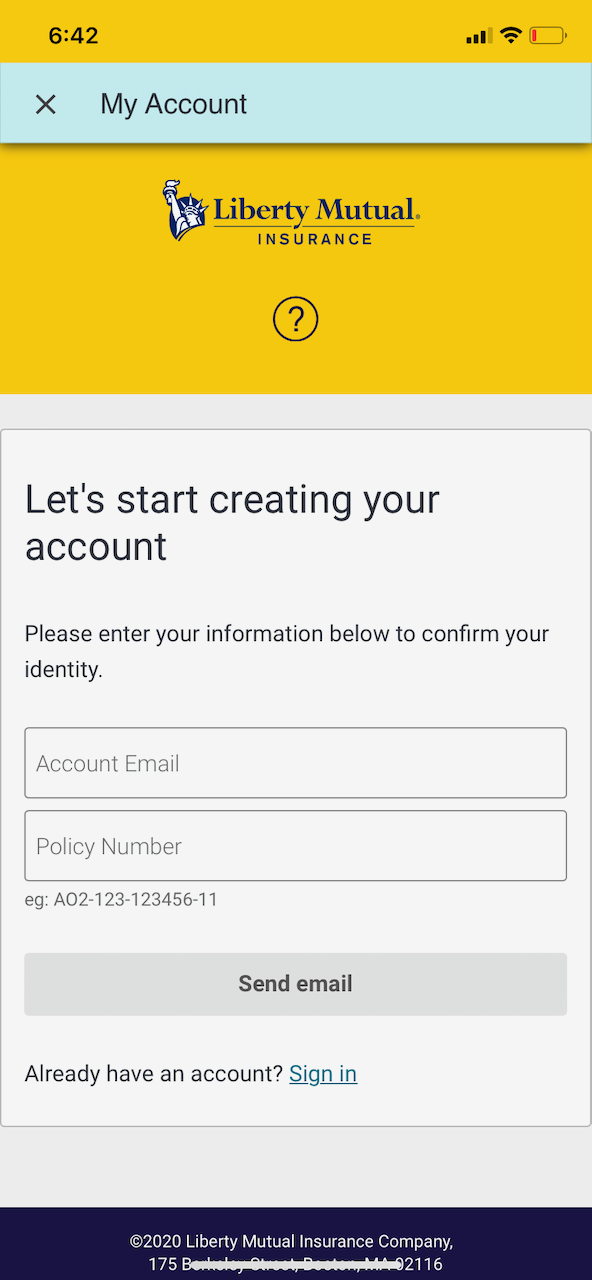 6:42
My Account
Liberty Mutual.
INSURANCE
?
Let's start creating your
account
Please enter your information below to confirm your
identity.
Account Email
Policy Number
eg: AO2-123-123456-11
Send email
Already have an account? Sign in
©2020 Liberty Mutual Insurance Company,
175 Berkeley Street, Boston, MA 02116